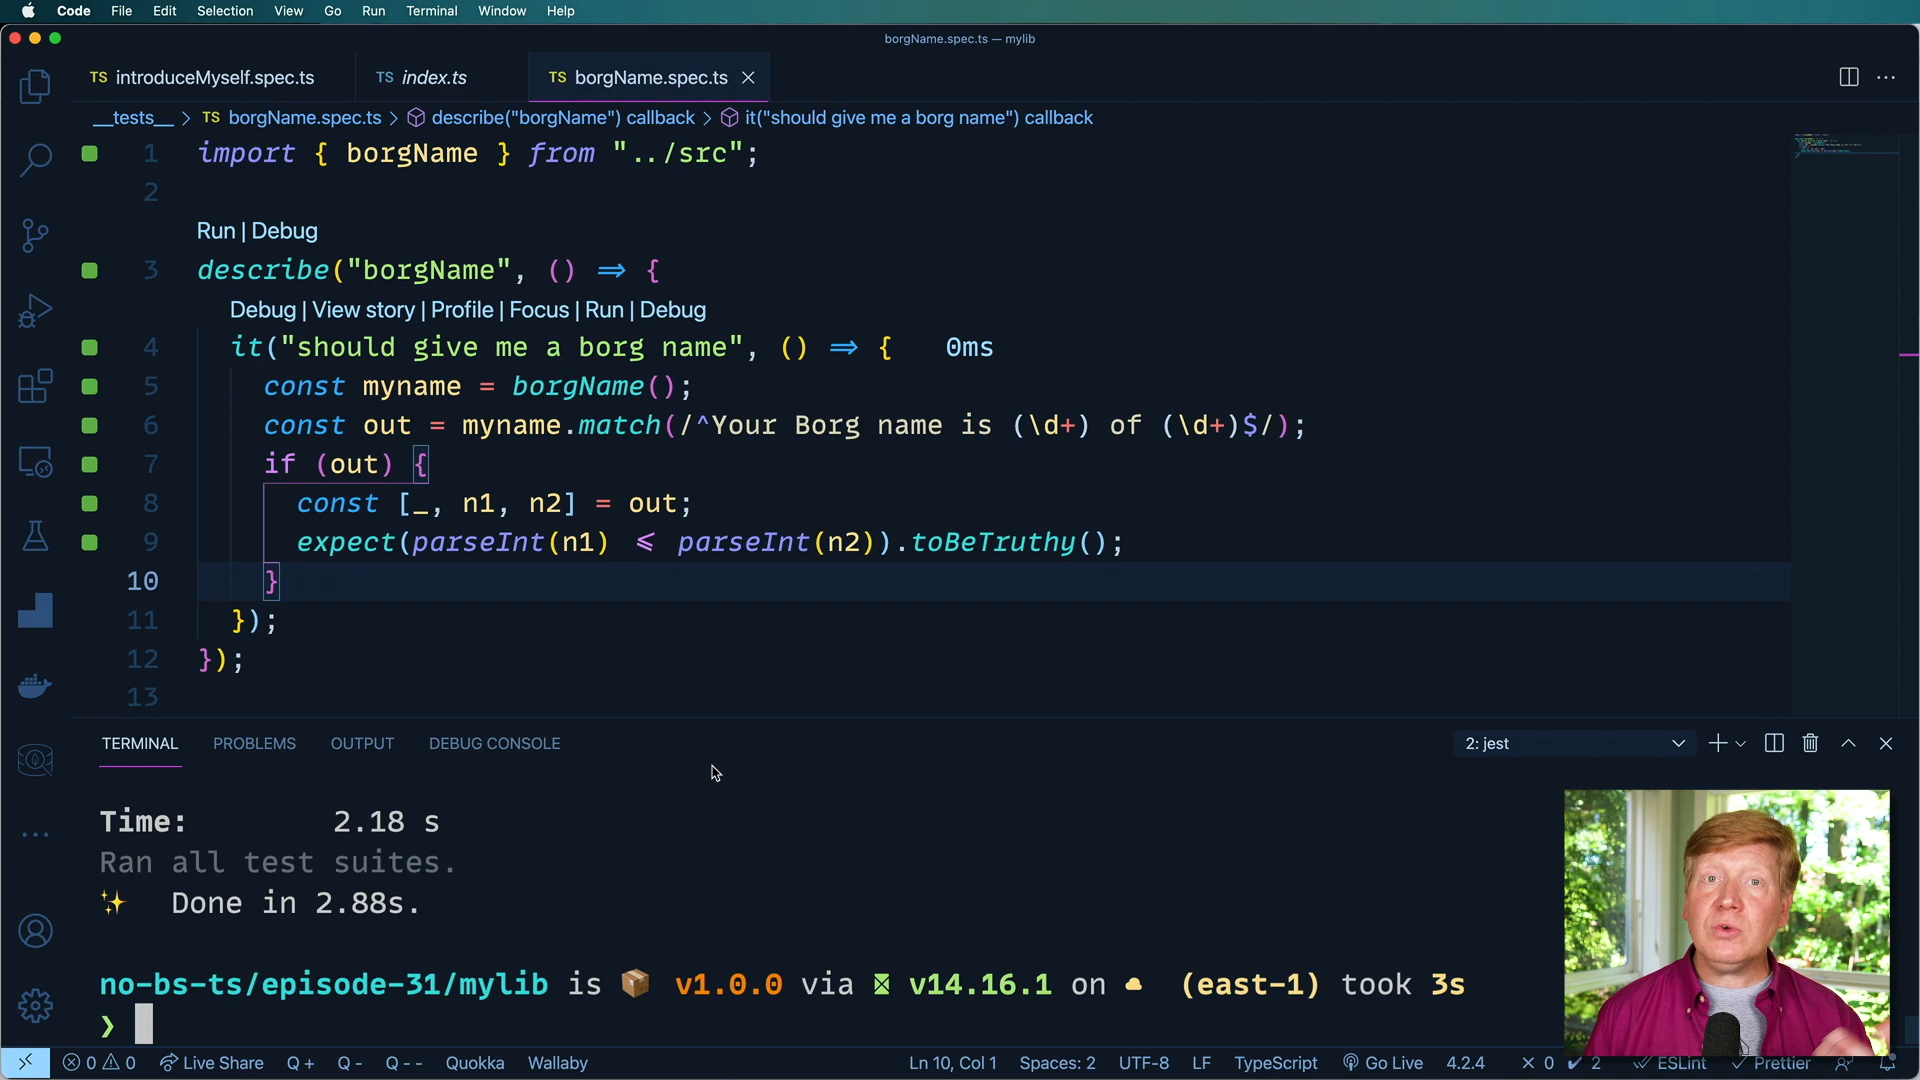 Code File Edit Selection View Go Run Terminal Window Help
borgName.spec.ts — mylib
TS introduceMyself.spec.ts TS index.ts TS borgName.spec.ts
__tests__ > TS borgName.spec.ts > describe("borgName") callback > it("should give me a borg name") callback
1 import { borgName } from "../src";
2
Run | Debug
3 describe("borgName", () => {
Debug | View story | Profile | Focus | Run | Debug
4 it("should give me a borg name", () => { 0ms
5 const myname = borgName();
6 const out = myname.match(/^Your Borg name is (\d+) of (\d+)$/);
7 if (out) {
8 const [_, n1, n2] = out;
9 expect(parseInt(n1) <= parseInt(n2)).toBeTruthy();
10 }
11 });
12 });
13
TERMINAL PROBLEMS OUTPUT DEBUG CONSOLE 2: jest
Time: 2.18 s
Ran all test suites.
✨ Done in 2.88s.
no-bs-ts/episode-31/mylib is 📦 v1.0.0 via v14.16.1 on (east-1) took 3s
❯
0 0 Live Share Q+ Q- Q-- Quokka Wallaby Ln 10, Col 1 Spaces: 2 UTF-8 LF TypeScript Go Live 4.2.4 × 0 ✔ 2 ESLint Prettier